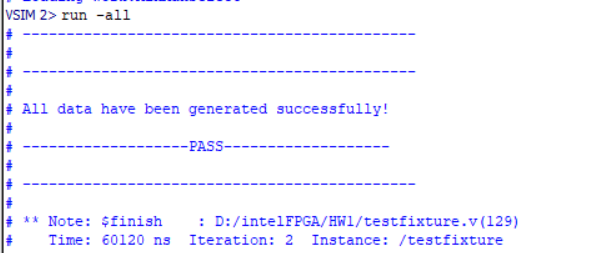 VSIM 2> run -all
# -----------------------------------------------
#
# -----------------------------------------------
#
# All data have been generated successfully!
#
# --------------------PASS--------------------
#
# -----------------------------------------------
#
# ** Note: $finish    : D:/intelFPGA/HW1/testfixture.v(129)
#    Time: 60120 ns  Iteration: 2  Instance: /testfixture